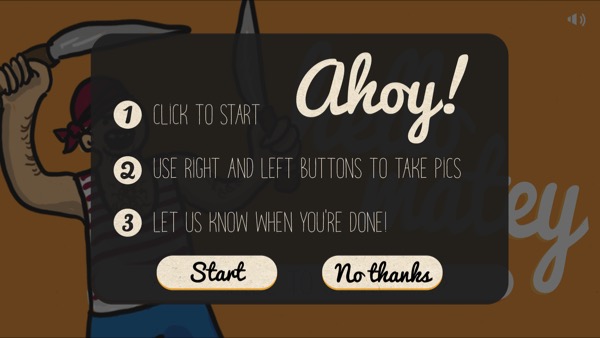 Ahoy!
1 CLICK TO START
2 USE RIGHT AND LEFT BUTTONS TO TAKE PICS
3 LET US KNOW WHEN YOU'RE DONE!
Matey
Start
No thanks